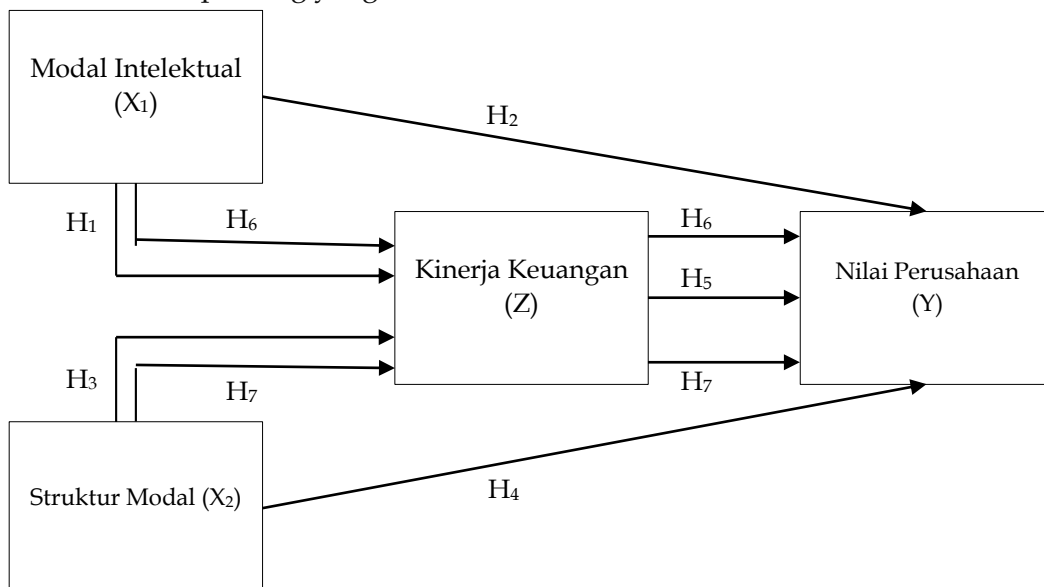 Modal Intelektual
(X₁)
H₂
H₁
H₆
H₆
Kinerja Keuangan
(Z)
H₅
Nilai Perusahaan
(Y)
H₃
H₇
H₇
Struktur Modal (X₂)
H₄